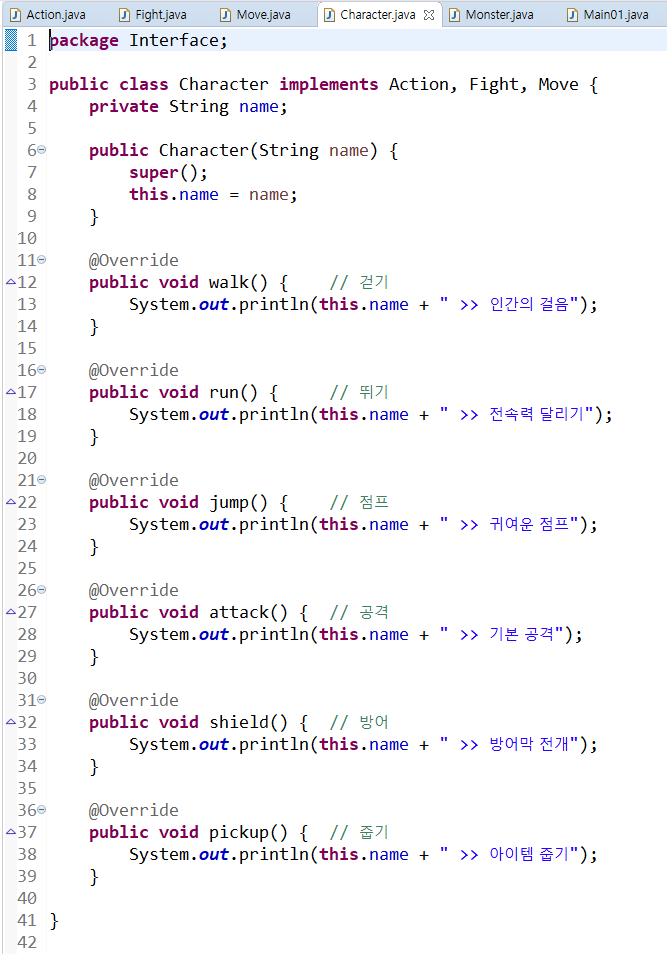 Action.java Fight.java Move.java Character.java Monster.java Main01.java
1 package Interface;
2
3 public class Character implements Action, Fight, Move {
4 private String name;
5
6 public Character(String name) {
7 super();
8 this.name = name;
9 }
10
11 @Override
12 public void walk() { // 걷기
13 System.out.println(this.name + " >> 인간의 걸음");
14 }
15
16 @Override
17 public void run() { // 뛰기
18 System.out.println(this.name + " >> 전속력 달리기");
19 }
20
21 @Override
22 public void jump() { // 점프
23 System.out.println(this.name + " >> 귀여운 점프");
24 }
25
26 @Override
27 public void attack() { // 공격
28 System.out.println(this.name + " >> 기본 공격");
29 }
30
31 @Override
32 public void shield() { // 방어
33 System.out.println(this.name + " >> 방어막 전개");
34 }
35
36 @Override
37 public void pickup() { // 줍기
38 System.out.println(this.name + " >> 아이템 줍기");
39 }
40
41 }
42